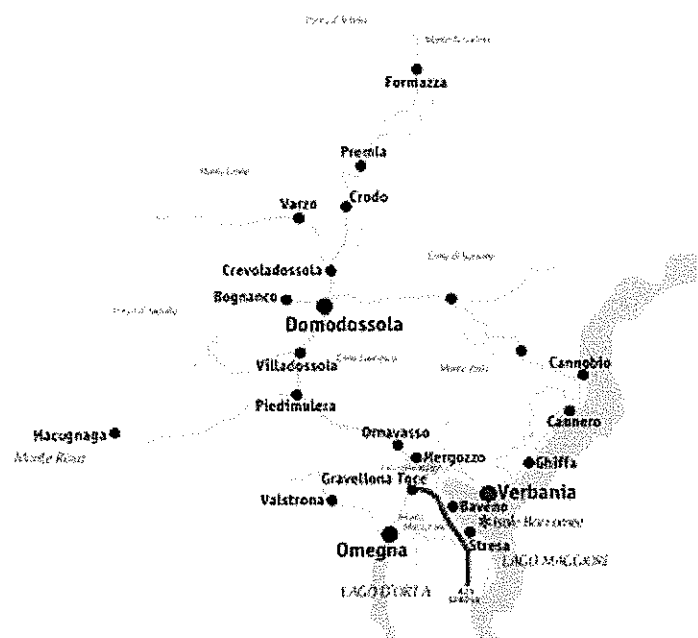 Formazza
Premia
Crodo
Varzo
Crevoladossola
Bognanco
Domodossola
Villadossola
Cannobio
Piedimulera
Cannero
Macugnaga
Monte Rosa
Ornavasso
Mergozzo
Ghiffa
Gravellona Toce
Verbania
Valstrona
Baveno
Isole Borromee
Omegna
Stresa
LAGO MAGGIORE
LAGO D'ORTA